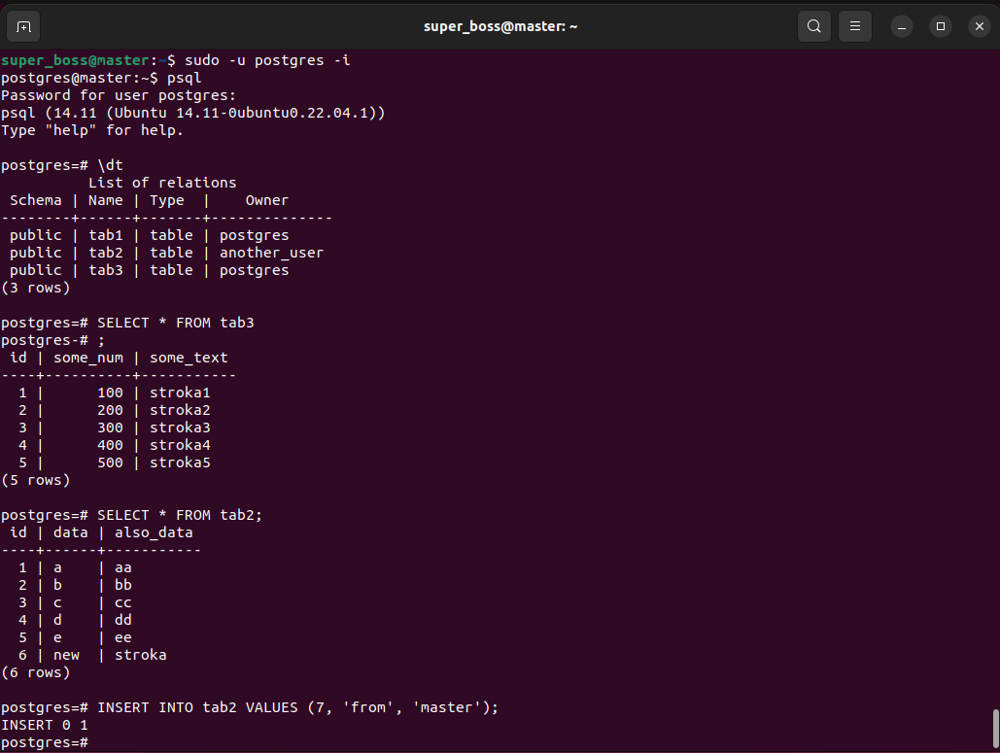 super_boss@master: ~
super_boss@master:~$ sudo -u postgres -i
postgres@master:~$ psql
Password for user postgres:
psql (14.11 (Ubuntu 14.11-0ubuntu0.22.04.1))
Type "help" for help.

postgres=# \dt
          List of relations
 Schema | Name | Type  |    Owner
--------+------+-------+--------------
 public | tab1 | table | postgres
 public | tab2 | table | another_user
 public | tab3 | table | postgres
(3 rows)

postgres=# SELECT * FROM tab3
postgres-# ;
 id | some_num | some_text
----+----------+-----------
  1 |      100 | stroka1
  2 |      200 | stroka2
  3 |      300 | stroka3
  4 |      400 | stroka4
  5 |      500 | stroka5
(5 rows)

postgres=# SELECT * FROM tab2;
 id | data | also_data
----+------+-----------
  1 | a    | aa
  2 | b    | bb
  3 | c    | cc
  4 | d    | dd
  5 | e    | ee
  6 | new  | stroka
(6 rows)

postgres=# INSERT INTO tab2 VALUES (7, 'from', 'master');
INSERT 0 1
postgres=#